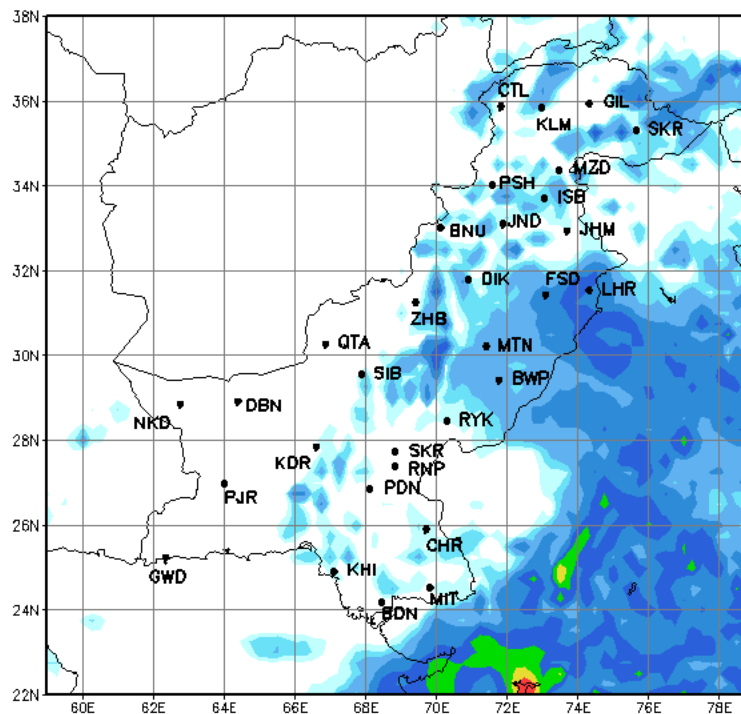 38N
36N
CTL
GIL
KLM
SKR
34N
MZD
PSH
ISB
JND
BNU
JHM
32N
DIK
FSD
LHR
ZHB
30N
QTA
MTN
SIB
BWP
DBN
NKD
RYK
28N
SKR
KDR
RNP
PJR
PDN
26N
CHR
KHI
GWD
MIT
24N
BDN
22N
60E
62E
64E
66E
68E
70E
72E
74E
76E
78E